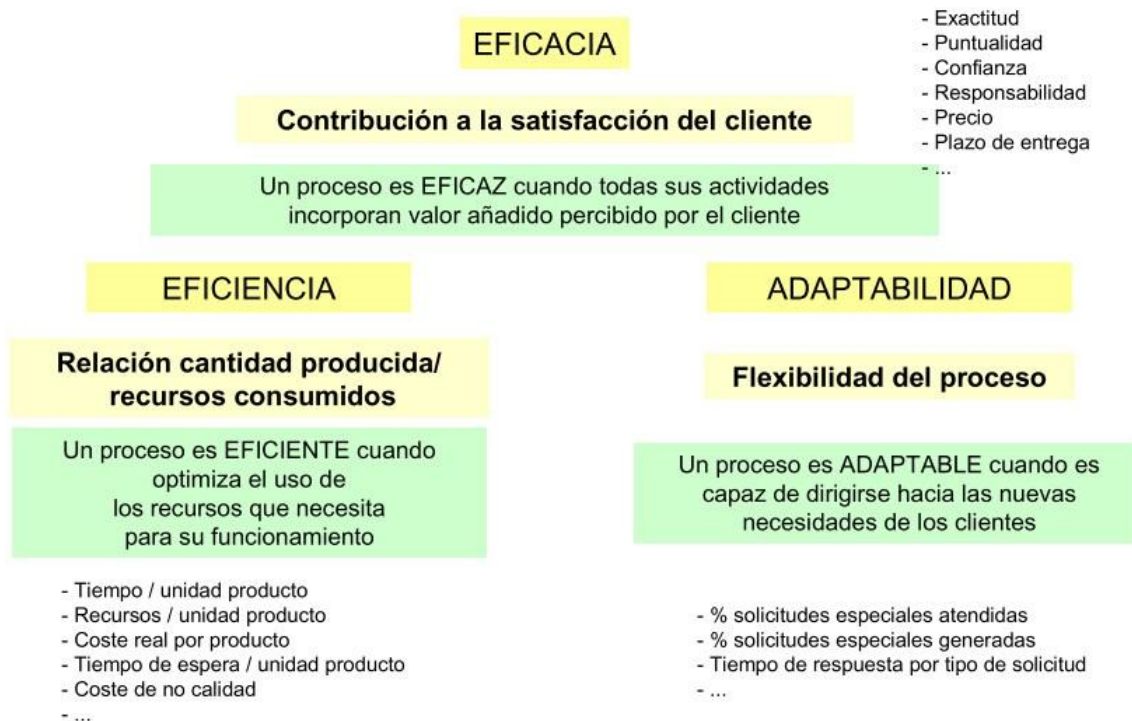 EFICACIA
- Exactitud
- Puntualidad
- Confianza
- Responsabilidad
- Precio
- Plazo de entrega
- ...
Contribución a la satisfacción del cliente
Un proceso es EFICAZ cuando todas sus actividades
incorporan valor añadido percibido por el cliente
EFICIENCIA
Relación cantidad producida/
recursos consumidos
Un proceso es EFICIENTE cuando
optimiza el uso de
los recursos que necesita
para su funcionamiento
- Tiempo / unidad producto
- Recursos / unidad producto
- Coste real por producto
- Tiempo de espera / unidad producto
- Coste de no calidad
- ...
ADAPTABILIDAD
Flexibilidad del proceso
Un proceso es ADAPTABLE cuando es
capaz de dirigirse hacia las nuevas
necesidades de los clientes
- % solicitudes especiales atendidas
- % solicitudes especiales generadas
- Tiempo de respuesta por tipo de solicitud
- ...